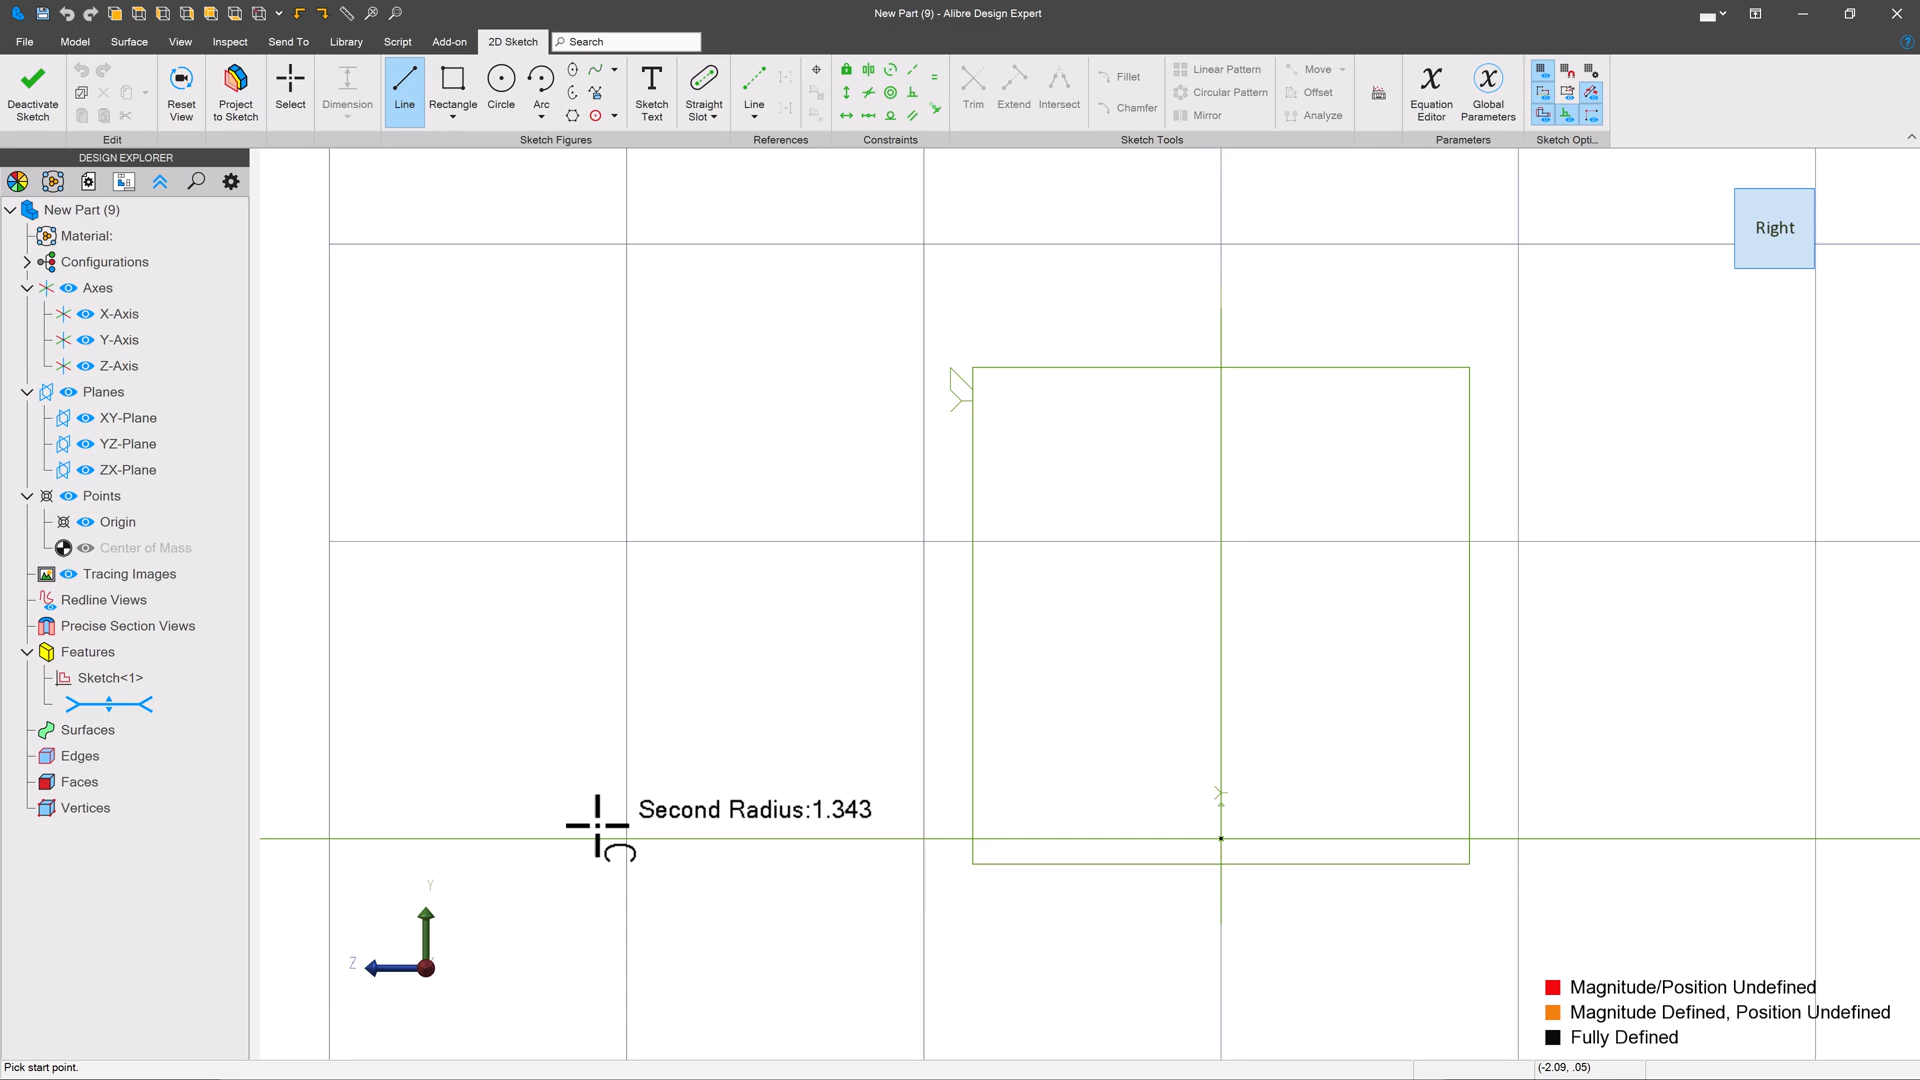 New Part (9) - Alibre Design Expert
File Model Surface View Inspect Send To Library Script Add-on 2D Sketch Search
Deactivate Sketch
Edit
Reset View
Project to Sketch
Select
Dimension
Line
Rectangle
Circle
Arc
Sketch Figures
Sketch Text
Straight Slot
Line
References
Constraints
Trim
Extend
Intersect
Fillet
Chamfer
Linear Pattern
Circular Pattern
Mirror
Move
Offset
Analyze
Sketch Tools
Equation Editor
Global Parameters
Parameters
Sketch Opti...
DESIGN EXPLORER
New Part (9)
Material:
Configurations
Axes
X-Axis
Y-Axis
Z-Axis
Planes
XY-Plane
YZ-Plane
ZX-Plane
Points
Origin
Center of Mass
Tracing Images
Redline Views
Precise Section Views
Features
Sketch<1>
Surfaces
Edges
Faces
Vertices
Right
Second Radius:1.343
Y
Z
Magnitude/Position Undefined
Magnitude Defined, Position Undefined
Fully Defined
Pick start point.
(-2.09, .05)